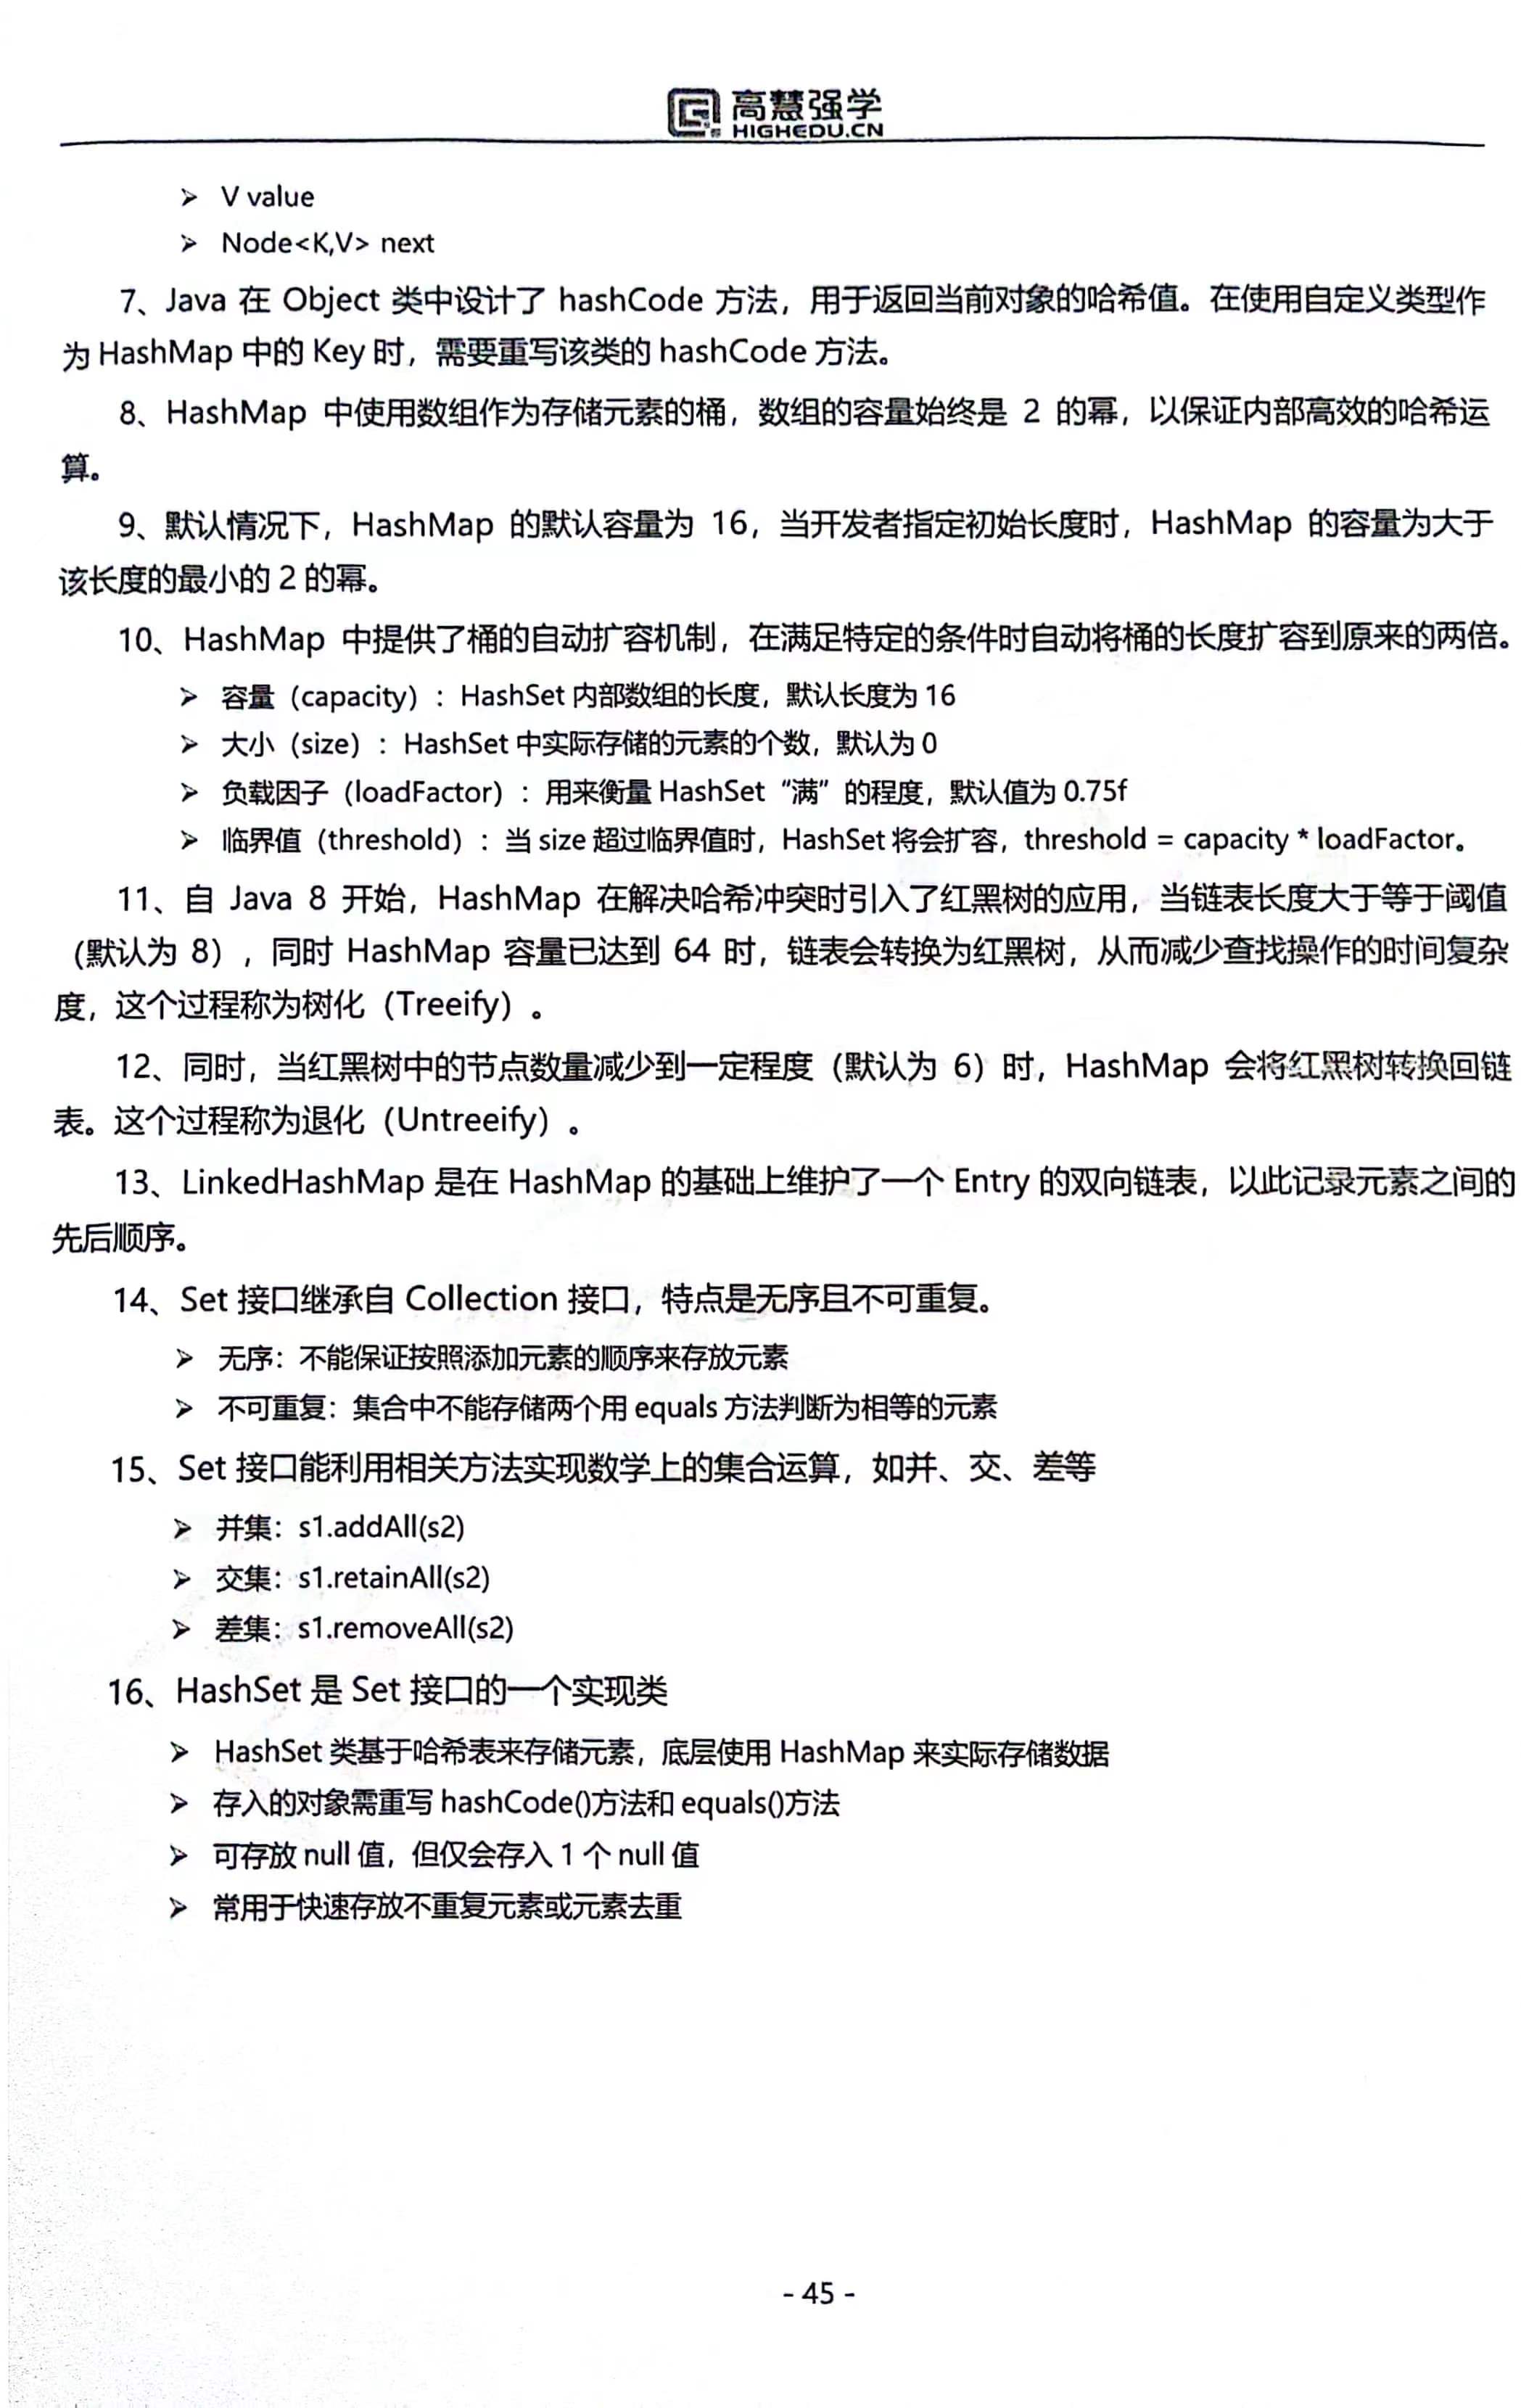 高慧强学
HIGHEDU.CN
➢ V value
➢ Node<K,V> next
7、Java 在 Object 类中设计了 hashCode 方法，用于返回当前对象的哈希值。在使用自定义类型作
为 HashMap 中的 Key 时，需要重写该类的 hashCode 方法。
8、HashMap 中使用数组作为存储元素的桶，数组的容量始终是 2 的幂，以保证内部高效的哈希运
算。
9、默认情况下，HashMap 的默认容量为 16，当开发者指定初始长度时，HashMap 的容量为大于
该长度的最小的 2 的幂。
10、HashMap 中提供了桶的自动扩容机制，在满足特定的条件时自动将桶的长度扩容到原来的两倍。
➢ 容量（capacity）：HashSet 内部数组的长度，默认长度为 16
➢ 大小（size）：HashSet 中实际存储的元素的个数，默认为 0
➢ 负载因子（loadFactor）：用来衡量 HashSet “满” 的程度，默认值为 0.75f
➢ 临界值（threshold）：当 size 超过临界值时，HashSet 将会扩容，threshold = capacity * loadFactor。
11、自 Java 8 开始，HashMap 在解决哈希冲突时引入了红黑树的应用，当链表长度大于等于阈值
（默认为 8），同时 HashMap 容量已达到 64 时，链表会转换为红黑树，从而减少查找操作的时间复杂
度，这个过程称为树化（Treeify）。
12、同时，当红黑树中的节点数量减少到一定程度（默认为 6）时，HashMap 会将红黑树转换回链
表。这个过程称为退化（Untreeify）。
13、LinkedHashMap 是在 HashMap 的基础上维护了一个 Entry 的双向链表，以此记录元素之间的
先后顺序。
14、Set 接口继承自 Collection 接口，特点是无序且不可重复。
➢ 无序：不能保证按照添加元素的顺序来存放元素
➢ 不可重复：集合中不能存储两个用 equals 方法判断为相等的元素
15、Set 接口能利用相关方法实现数学上的集合运算，如并、交、差等
➢ 并集：s1.addAll(s2)
➢ 交集：s1.retainAll(s2)
➢ 差集：s1.removeAll(s2)
16、HashSet 是 Set 接口的一个实现类
➢ HashSet 类基于哈希表来存储元素，底层使用 HashMap 来实际存储数据
➢ 存入的对象需重写 hashCode()方法和 equals()方法
➢ 可存放 null 值，但仅会存入 1 个 null 值
➢ 常用于快速存放不重复元素或元素去重
- 45 -